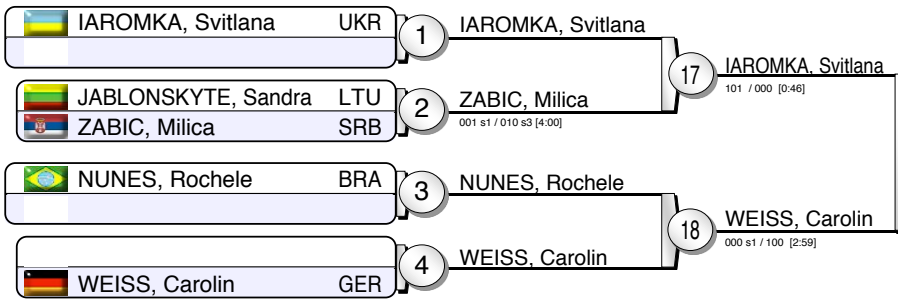 IAROMKA, Svitlana UKR
1
IAROMKA, Svitlana
17
IAROMKA, Svitlana
101 / 000 [0:46]
JABLONSKYTE, Sandra LTU
ZABIC, Milica SRB
2
ZABIC, Milica
001 s1 / 010 s3 [4:00]
NUNES, Rochele BRA
3
NUNES, Rochele
18
WEISS, Carolin
000 s1 / 100 [2:59]
WEISS, Carolin GER
4
WEISS, Carolin